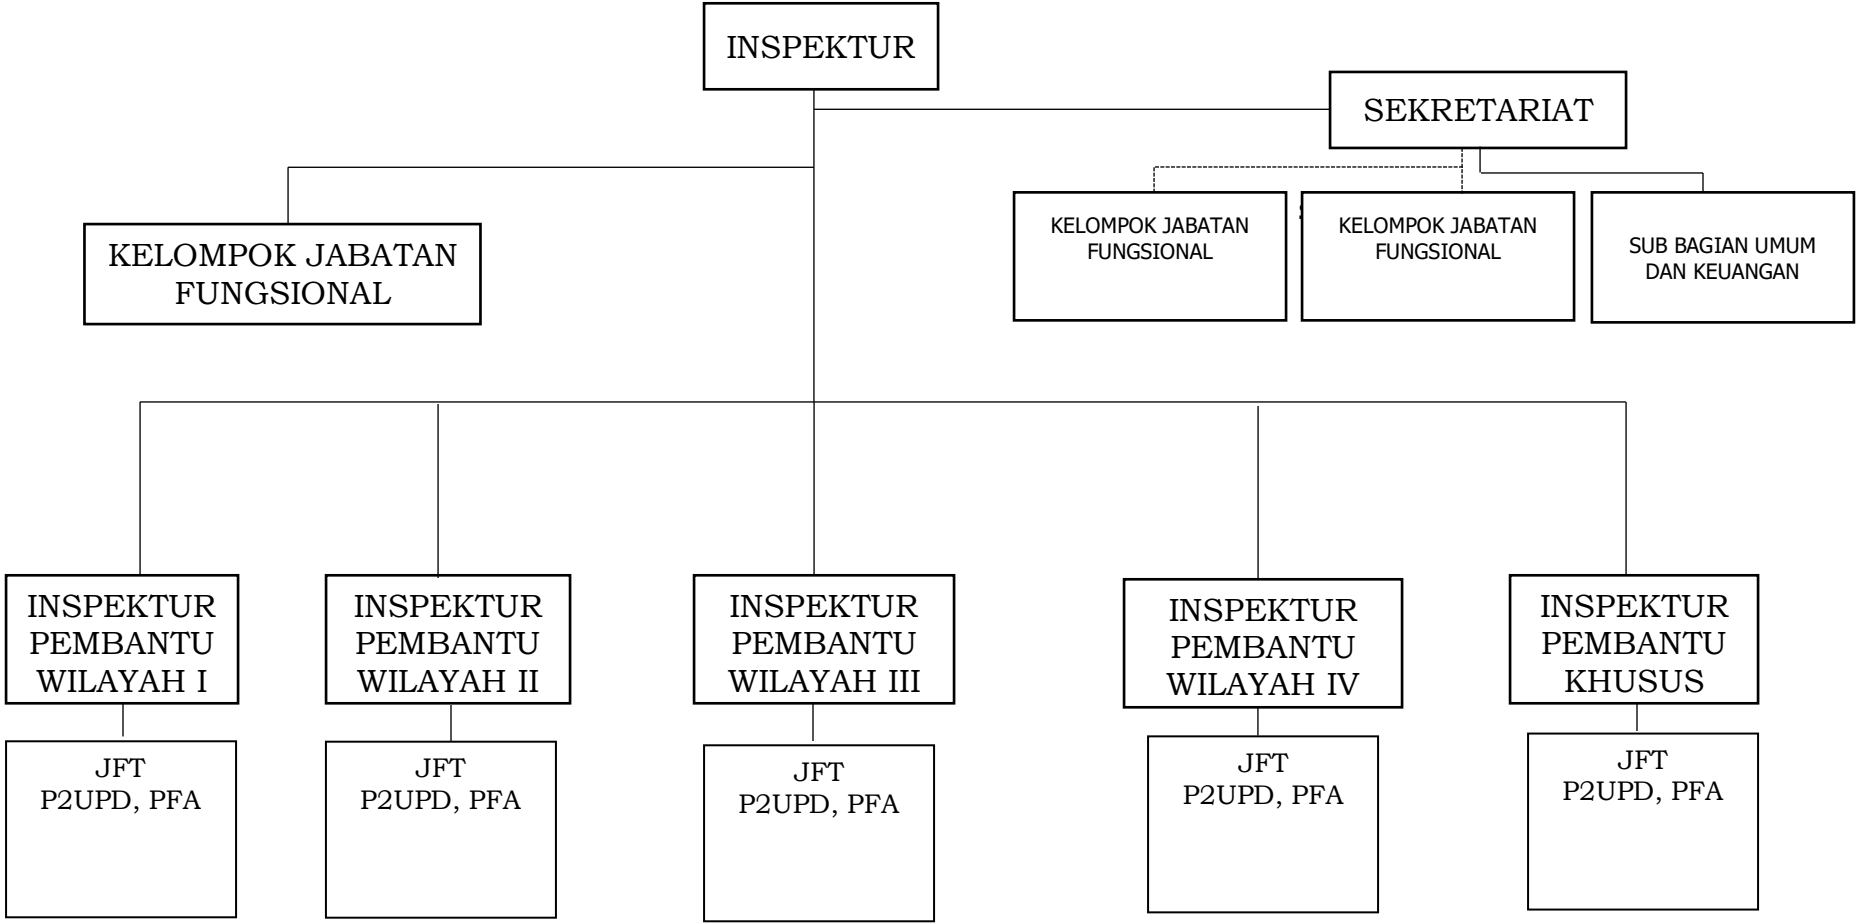 INSPEKTUR
SEKRETARIAT
KELOMPOK JABATAN
FUNGSIONAL
KELOMPOK JABATAN
FUNGSIONAL
KELOMPOK JABATAN
FUNGSIONAL
SUB BAGIAN UMUM
DAN KEUANGAN
INSPEKTUR
PEMBANTU
WILAYAH I
INSPEKTUR
PEMBANTU
WILAYAH II
INSPEKTUR
PEMBANTU
WILAYAH III
INSPEKTUR
PEMBANTU
WILAYAH IV
INSPEKTUR
PEMBANTU
KHUSUS
JFT
P2UPD, PFA
JFT
P2UPD, PFA
JFT
P2UPD, PFA
JFT
P2UPD, PFA
JFT
P2UPD, PFA